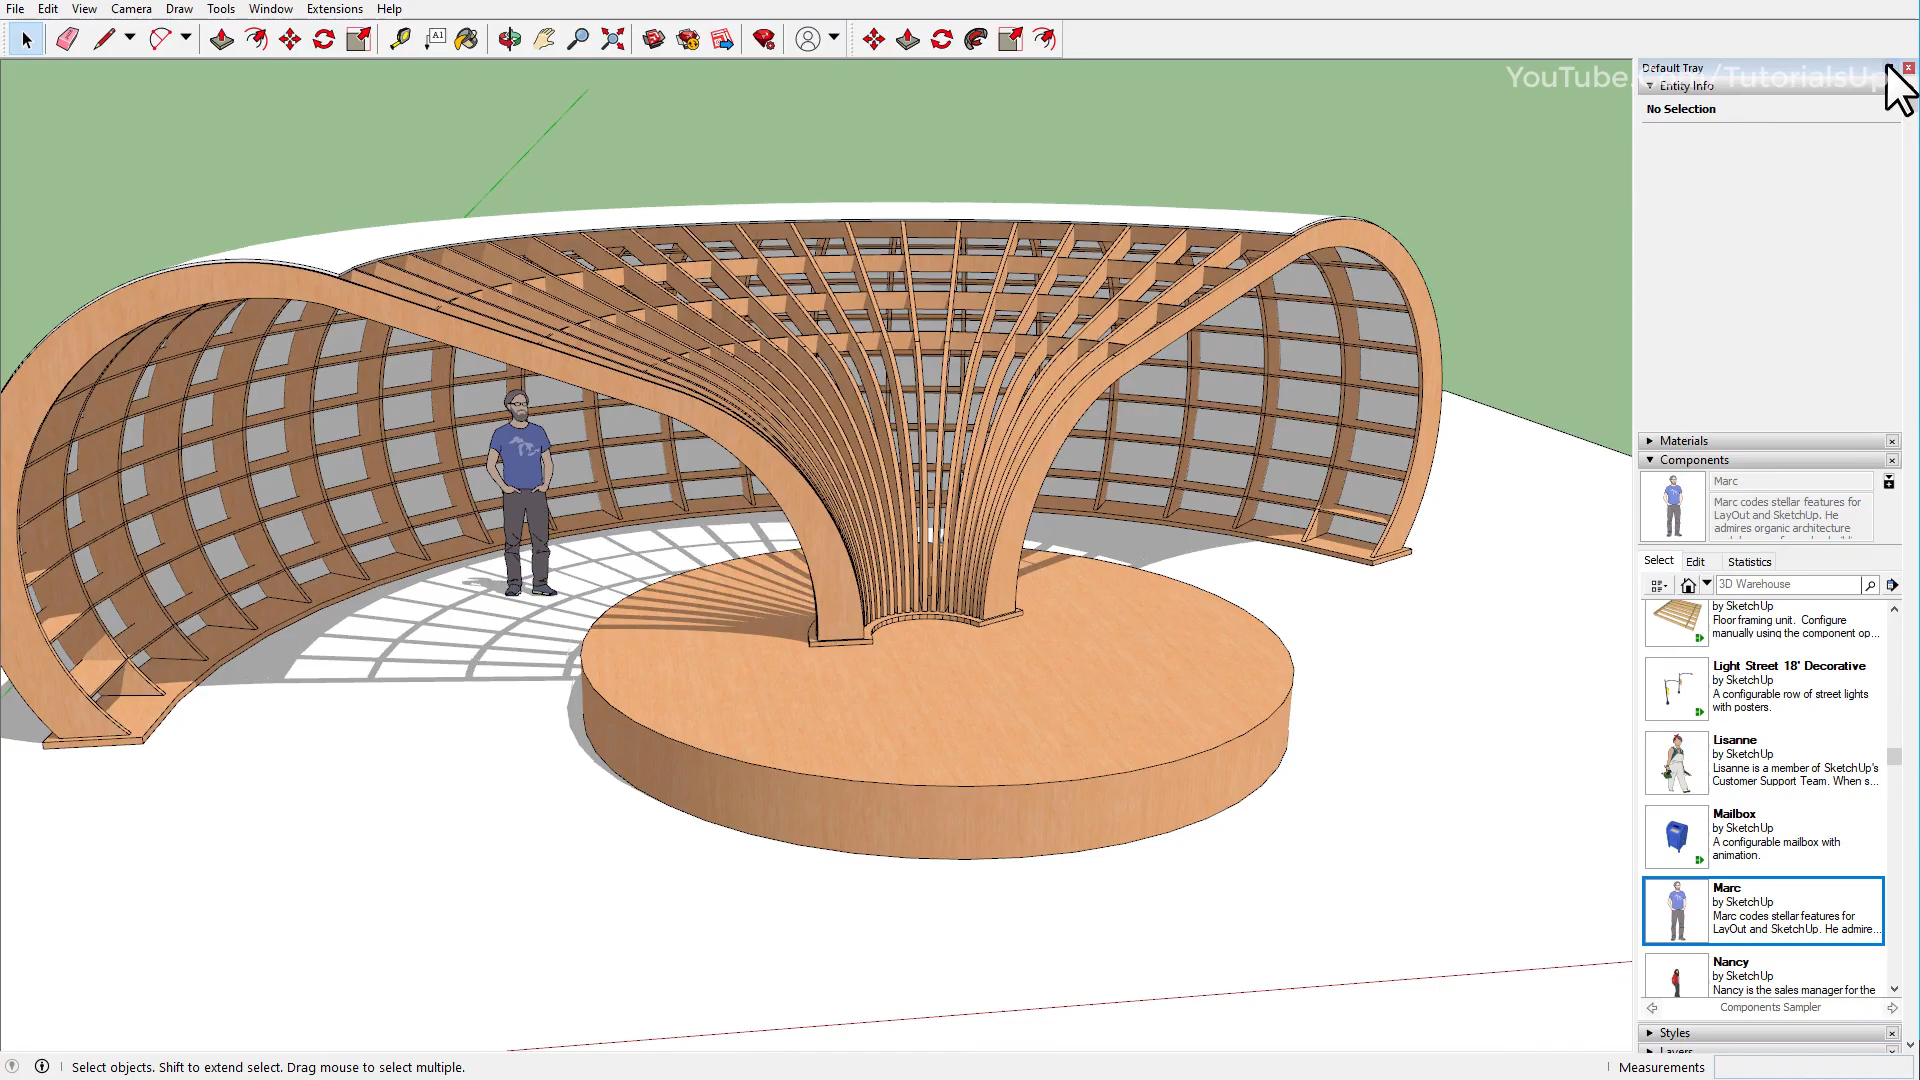 File Edit View Camera Draw Tools Window Extensions Help
A1
Default Tray
YouTube.com/TutorialsUp
Entity Info
No Selection
Materials
Components
Marc
Marc codes stellar features for
LayOut and SketchUp. He
admires organic architecture
Select Edit Statistics
3D Warehouse
by SketchUp
Floor framing unit. Configure
manually using the component op...
Light Street 18' Decorative
by SketchUp
A configurable row of street lights
with posters.
Lisanne
by SketchUp
Lisanne is a member of SketchUp's
Customer Support Team. When s...
Mailbox
by SketchUp
A configurable mailbox with
animation.
Marc
by SketchUp
Marc codes stellar features for
LayOut and SketchUp. He admire...
Nancy
by SketchUp
Nancy is the sales manager for the
Components Sampler
Styles
Layers
Select objects. Shift to extend select. Drag mouse to select multiple.
Measurements